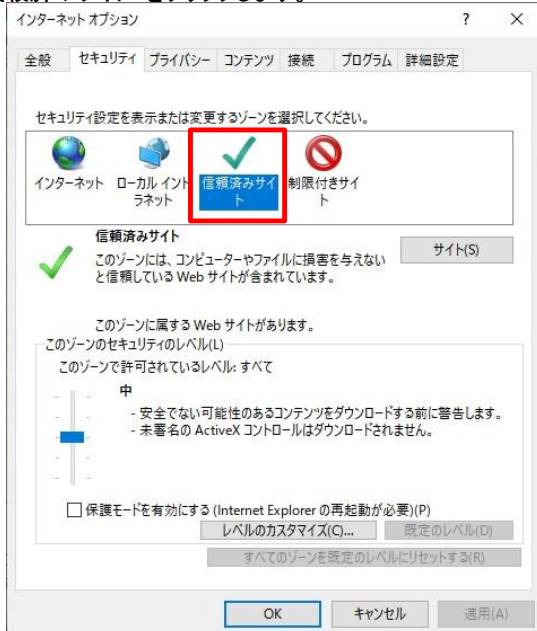 インターネット オプション
? ×
全般 セキュリティ プライバシー コンテンツ 接続 プログラム 詳細設定
セキュリティ設定を表示または変更するゾーンを選択してください。
インターネット ローカル イント 信頼済みサイ 制限付きサイ
ラネット ト ト
信頼済みサイト
サイト(S)
このゾーンには、コンピューターやファイルに損害を与えない
と信頼している Web サイトが含まれています。
このゾーンに属する Web サイトがあります。
このゾーンのセキュリティのレベル(L)
このゾーンで許可されているレベル: すべて
中
- 安全でない可能性のあるコンテンツをダウンロードする前に警告します。
- 未署名の ActiveX コントロールはダウンロードされません。
保護モードを有効にする (Internet Explorer の再起動が必要)(P)
レベルのカスタマイズ(C)... 既定のレベル(D)
すべてのゾーンを既定のレベルにリセットする(R)
OK キャンセル 適用(A)